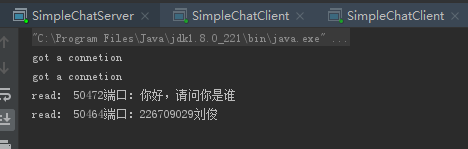 SimpleChatServer × SimpleChatClient × SimpleChatClient ×
"C:\Program Files\Java\jdk1.8.0_221\bin\java.exe" ...
got a connetion
got a connetion
read： 50472端口：你好，请问你是谁
read： 50464端口：226709029刘俊